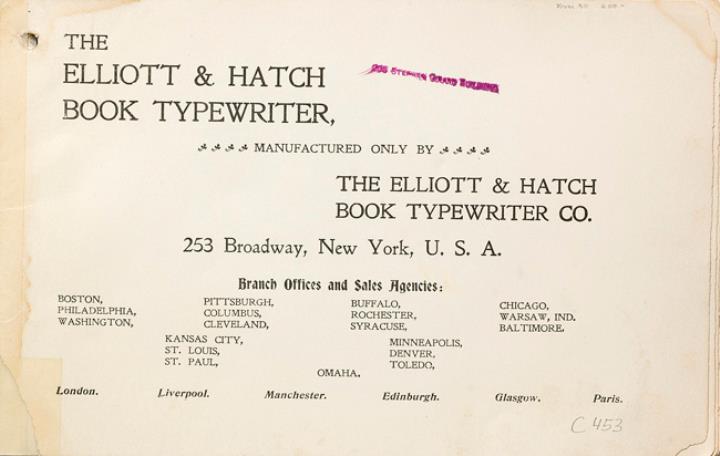 THE
ELLIOTT & HATCH
BOOK TYPEWRITER,
MANUFACTURED ONLY BY
THE ELLIOTT & HATCH
BOOK TYPEWRITER CO.
253 Broadway, New York, U. S. A.
Branch Offices and Sales Agencies:
BOSTON, PITTSBURGH, BUFFALO, CHICAGO,
PHILADELPHIA, COLUMBUS, ROCHESTER, WARSAW, IND.
WASHINGTON, CLEVELAND, SYRACUSE, BALTIMORE.
KANSAS CITY, MINNEAPOLIS,
ST. LOUIS, DENVER,
ST. PAUL, TOLEDO,
OMAHA.
London. Liverpool. Manchester. Edinburgh. Glasgow. Paris.
C 453